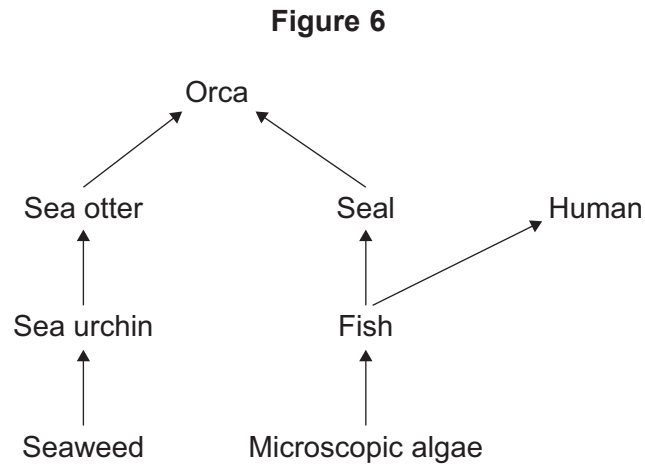 Figure 6
Orca
Sea otter
Seal
Human
Sea urchin
Fish
Seaweed
Microscopic algae